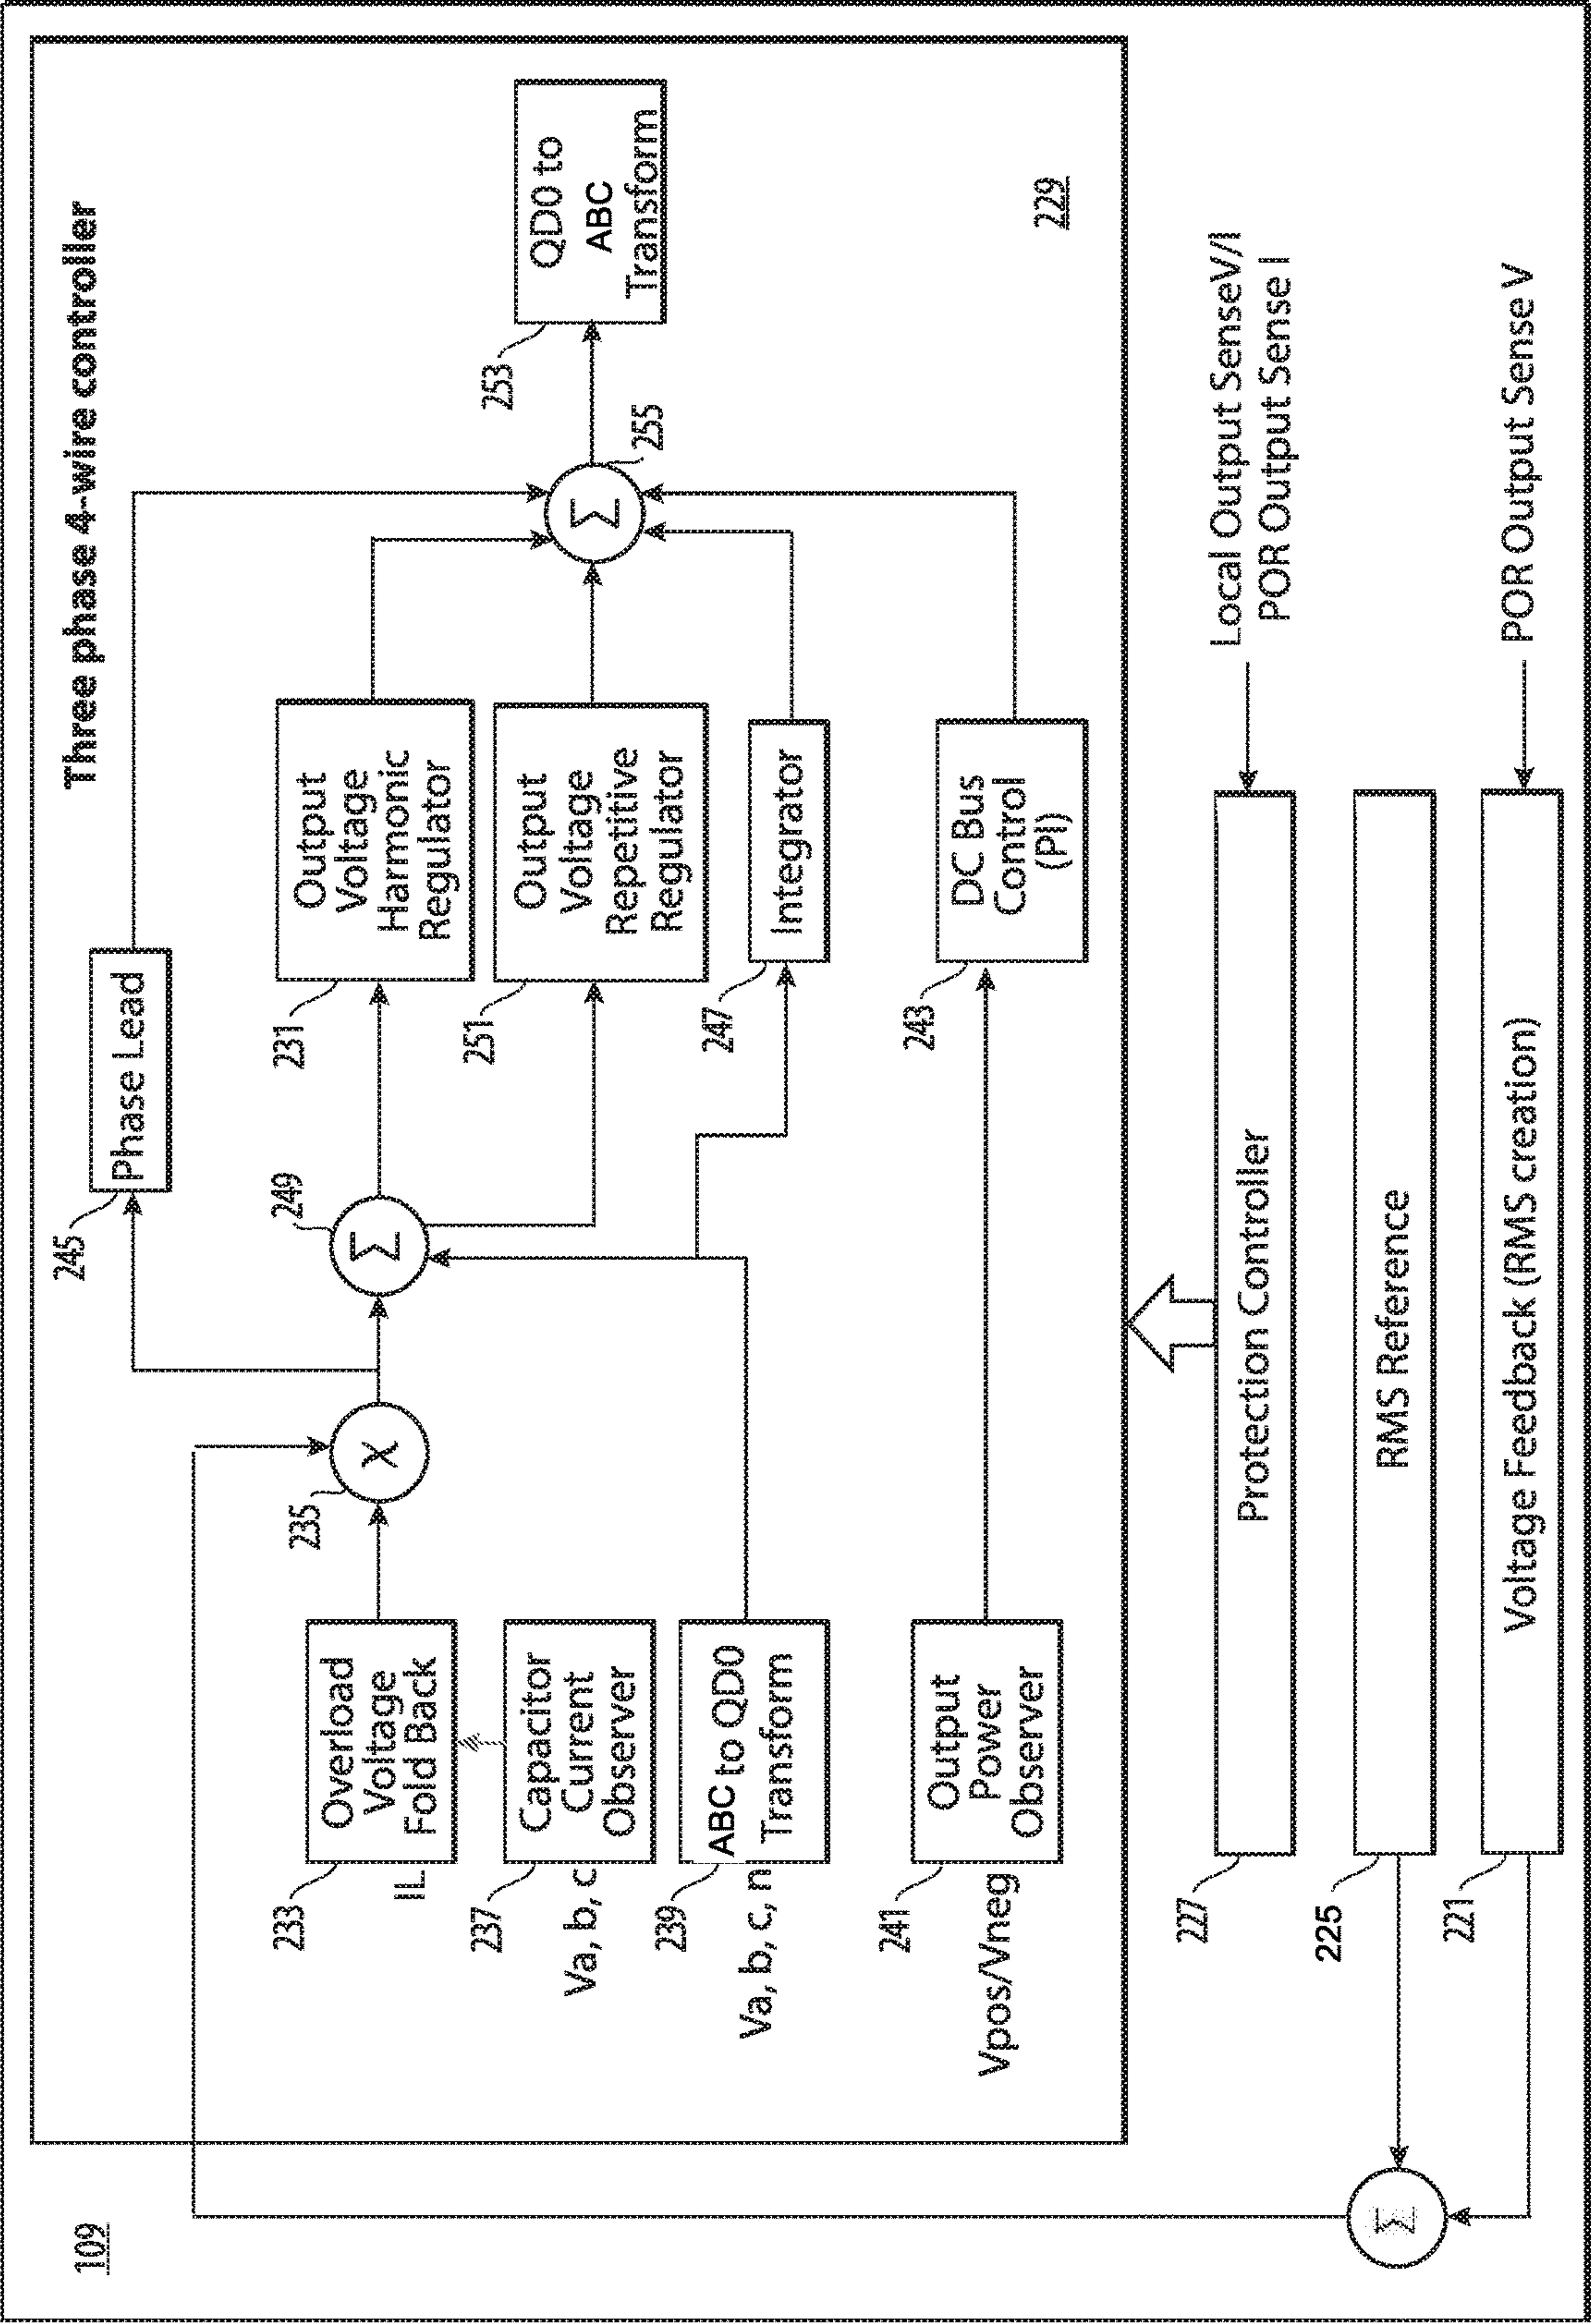 109
Three phase 4-wire controller
245
Phase Lead
233
Overload
Voltage
Fold Back
IL
235
X
249
Σ
231
Output
Voltage
Harmonic
Regulator
237
Capacitor
Current
Observer
Va, b, c
251
Output
Voltage
Repetitive
Regulator
255
Σ
253
QD0 to
ABC
Transform
239
ABC to QD0
Transform
Va, b, c, n
247
Integrator
241
Output
Power
Observer
Vpos/Vneg
243
DC Bus
Control
(PI)
229
227
Protection Controller
Local Output SenseV/I
POR Output Sense I
225
RMS Reference
Σ
221
Voltage Feedback (RMS creation)
POR Output Sense V